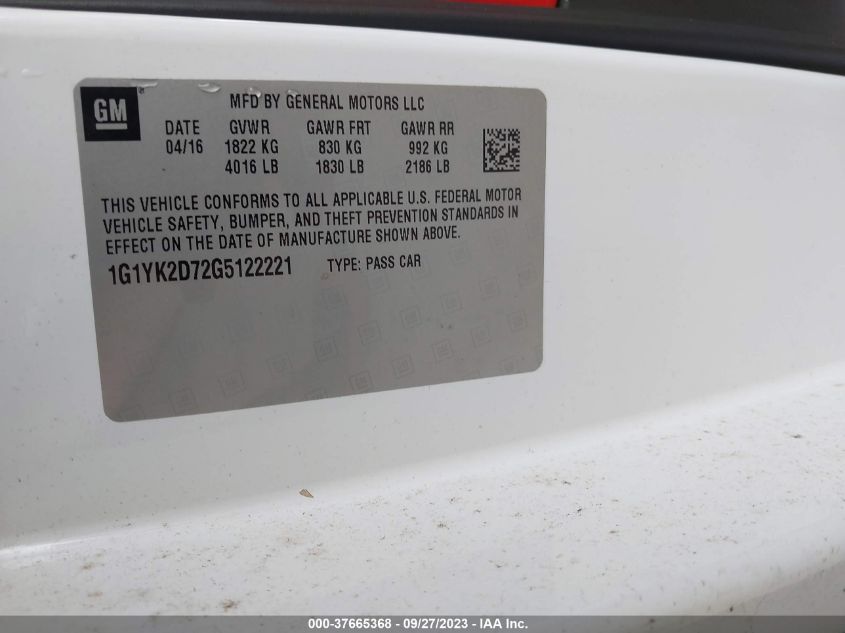 GM
MFD BY GENERAL MOTORS LLC
DATE GVWR GAWR FRT GAWR RR
04/16 1822 KG 830 KG 992 KG
4016 LB 1830 LB 2186 LB
THIS VEHICLE CONFORMS TO ALL APPLICABLE U.S. FEDERAL MOTOR
VEHICLE SAFETY, BUMPER, AND THEFT PREVENTION STANDARDS IN
EFFECT ON THE DATE OF MANUFACTURE SHOWN ABOVE.
1G1YK2D72G5122221 TYPE: PASS CAR
000-37665368 - 09/27/2023 - IAA Inc.